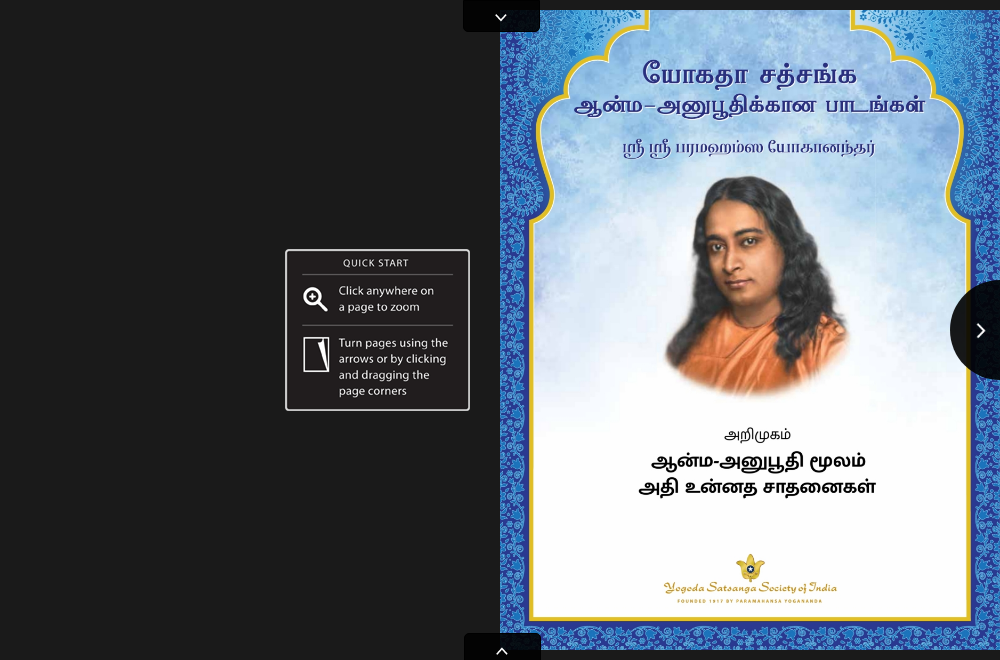 QUICK START
Click anywhere on
a page to zoom
Turn pages using the
arrows or by clicking
and dragging the
page corners
யோகதா சத்சங்க
ஆன்ம-அனுபூதிக்கான பாடங்கள்
ஸ்ரீ ஸ்ரீ பரமஹம்ஸ யோகானந்தர்
அறிமுகம்
ஆன்ம-அனுபூதி மூலம்
அதி உன்னத சாதனைகள்
Yogoda Satsanga Society of India
FOUNDED 1917 BY PARAMAHANSA YOGANANDA